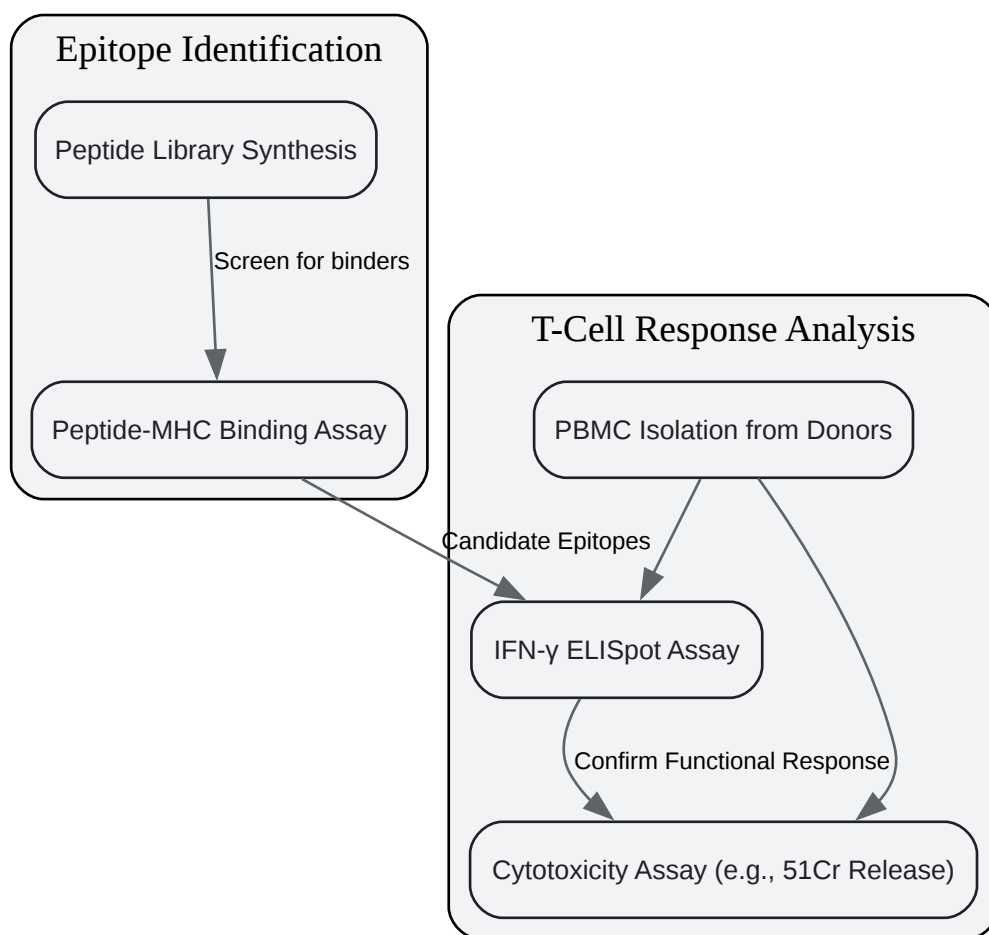 Epitope Identification
Peptide Library Synthesis
Screen for binders
Peptide-MHC Binding Assay
T-Cell Response Analysis
PBMC Isolation from Donors
Candidate Epitopes
IFN-γ ELISpot Assay
Confirm Functional Response
Cytotoxicity Assay (e.g., 51Cr Release)